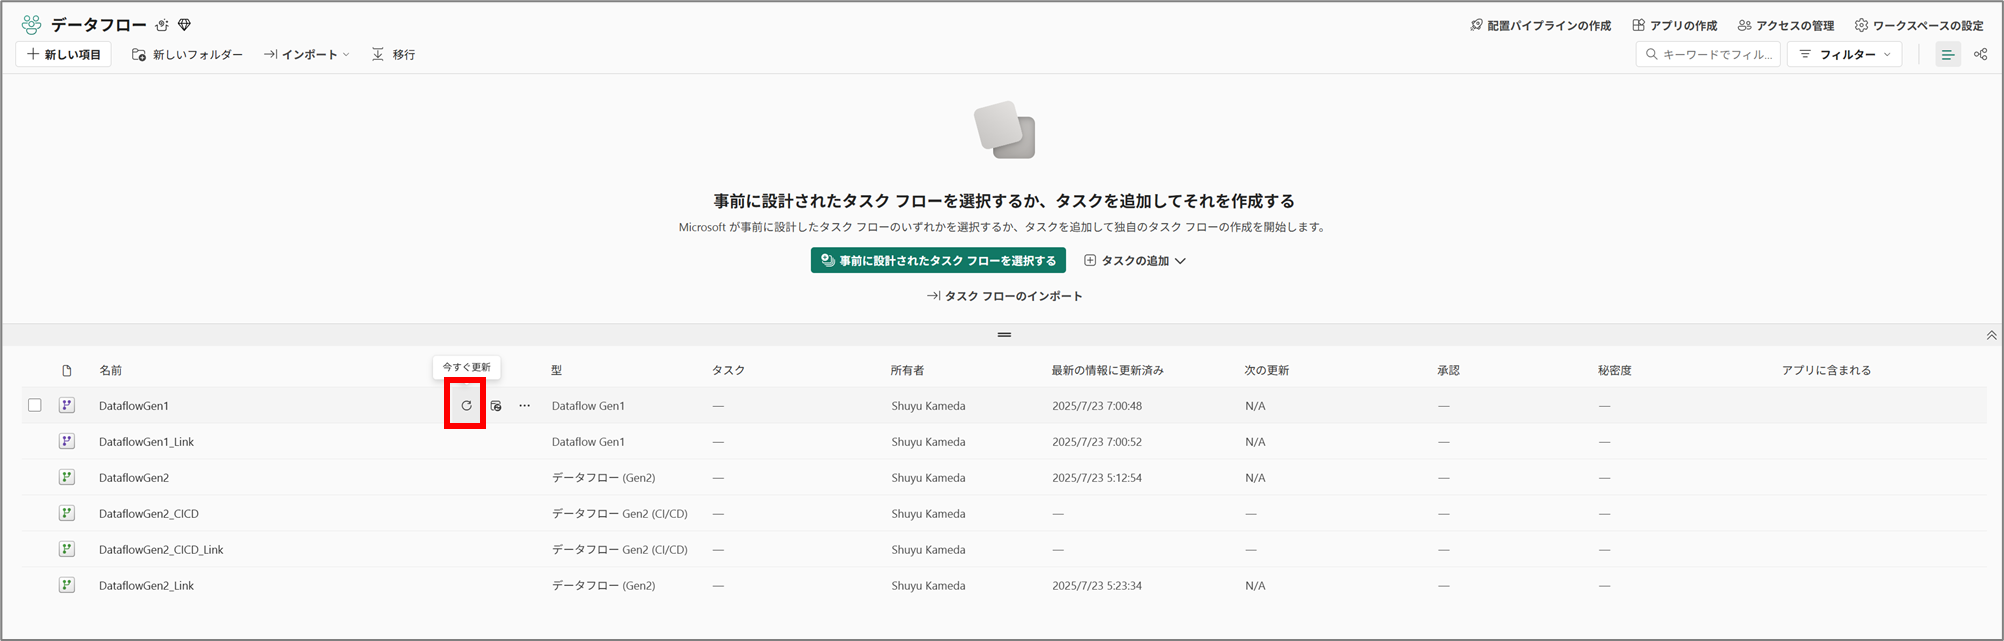 データフロー
配置パイプラインの作成 アプリの作成 アクセスの管理 ワークスペースの設定
新しい項目 新しいフォルダー インポート 移行
キーワードでフィル... フィルター
事前に設計されたタスク フローを選択するか、タスクを追加してそれを作成する
Microsoft が事前に設計したタスク フローのいずれかを選択するか、タスクを追加して独自のタスク フローの作成を開始します。
事前に設計されたタスク フローを選択する タスクの追加
タスク フローのインポート
今すぐ更新
名前 型 タスク 所有者 最新の情報に更新済み 次の更新 承認 秘密度 アプリに含まれる
DataflowGen1 Dataflow Gen1 — Shuyu Kameda 2025/7/23 7:00:48 N/A — —
DataflowGen1_Link Dataflow Gen1 — Shuyu Kameda 2025/7/23 7:00:52 N/A — —
DataflowGen2 データフロー (Gen2) — Shuyu Kameda 2025/7/23 5:12:54 N/A — —
DataflowGen2_CICD データフロー Gen2 (CI/CD) — Shuyu Kameda — — — —
DataflowGen2_CICD_Link データフロー Gen2 (CI/CD) — Shuyu Kameda — — — —
DataflowGen2_Link データフロー (Gen2) — Shuyu Kameda 2025/7/23 5:23:34 N/A — —